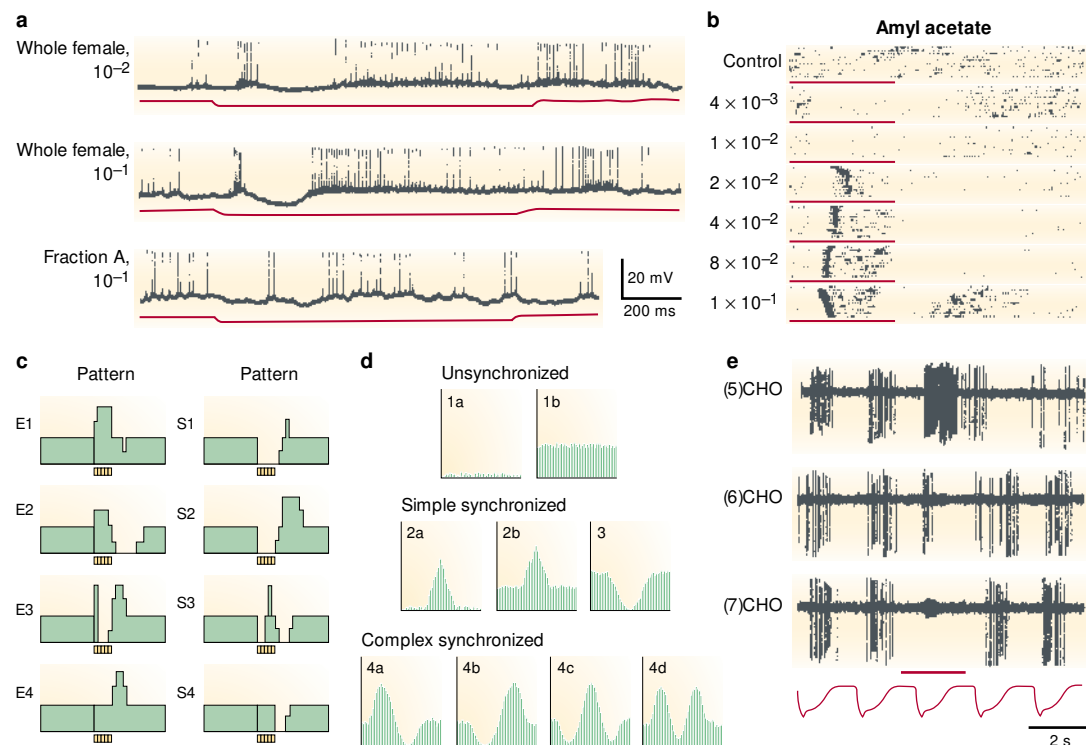 a
Whole female,
10–2
Whole female,
10–1
Fraction A,
10–1
20 mV
200 ms
b
Amyl acetate
Control
4 × 10–3
1 × 10–2
2 × 10–2
4 × 10–2
8 × 10–2
1 × 10–1
c
Pattern
Pattern
E1
S1
E2
S2
E3
S3
E4
S4
d
Unsynchronized
1a
1b
Simple synchronized
2a
2b
3
Complex synchronized
4a
4b
4c
4d
e
(5)CHO
(6)CHO
(7)CHO
2 s